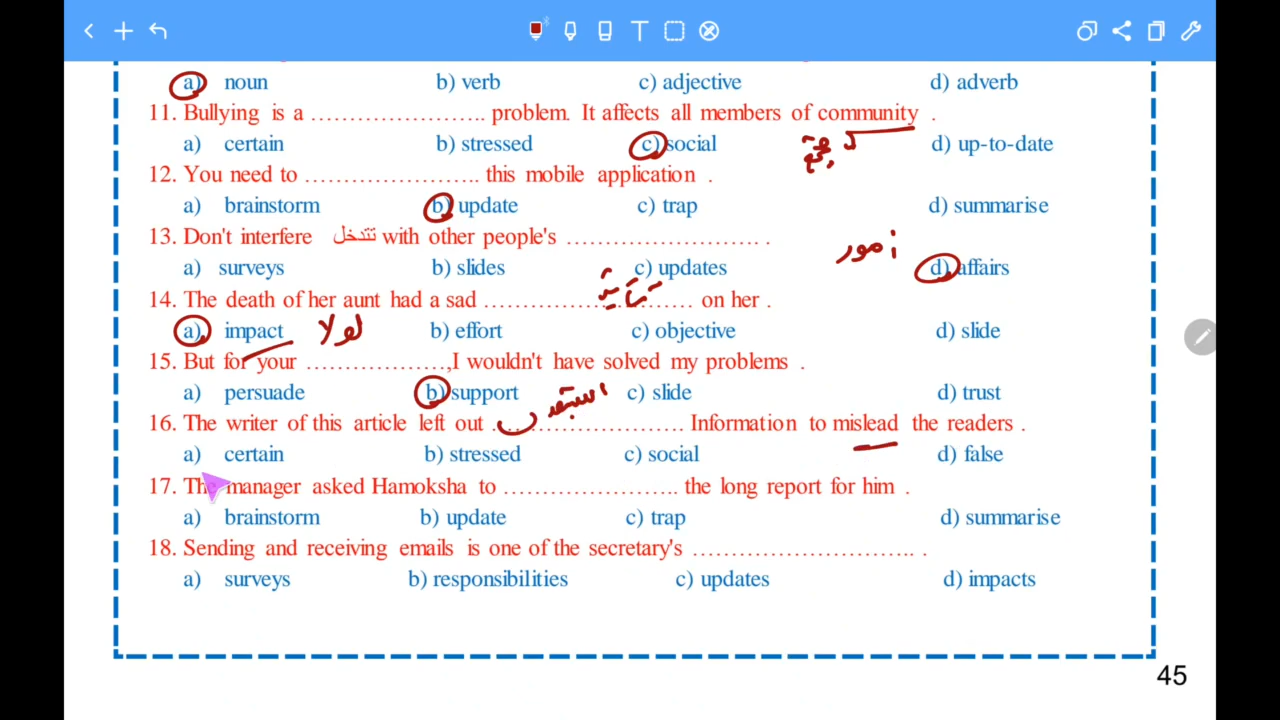 a) noun b) verb c) adjective d) adverb
11. Bullying is a ………………….. problem. It affects all members of community .
a) certain b) stressed c) social d) up-to-date
12. You need to ………………….. this mobile application .
a) brainstorm b) update c) trap d) summarise
13. Don't interfere تتدخل with other people's ……………………. .
أمور
a) surveys b) slides c) updates d) affairs
14. The death of her aunt had a sad ……………………… on her .
a) impact لولا b) effort c) objective d) slide
15. But for your ………………,I wouldn't have solved my problems .
a) persuade b) support c) slide d) trust
16. The writer of this article left out …………………… Information to mislead the readers .
a) certain b) stressed c) social d) false
17. The manager asked Hamoksha to ………………….. the long report for him .
a) brainstorm b) update c) trap d) summarise
18. Sending and receiving emails is one of the secretary's ……………………….. .
a) surveys b) responsibilities c) updates d) impacts
45